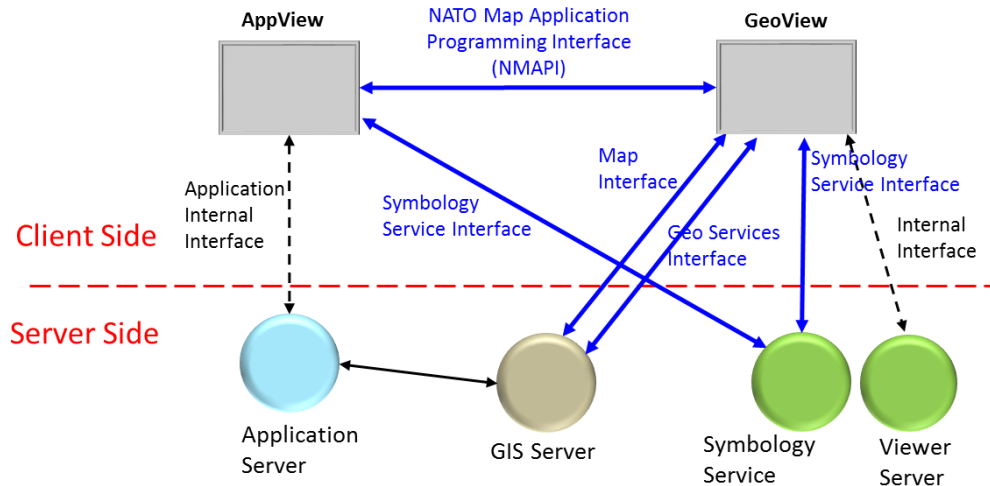 AppView
NATO Map Application
Programming Interface
(NMAPI)
GeoView
Application
Internal
Interface
Symbology
Service Interface
Map
Interface
Geo Services
Interface
Symbology
Service Interface
Internal
Interface
Client Side
Server Side
Application
Server
GIS Server
Symbology
Service
Viewer
Server